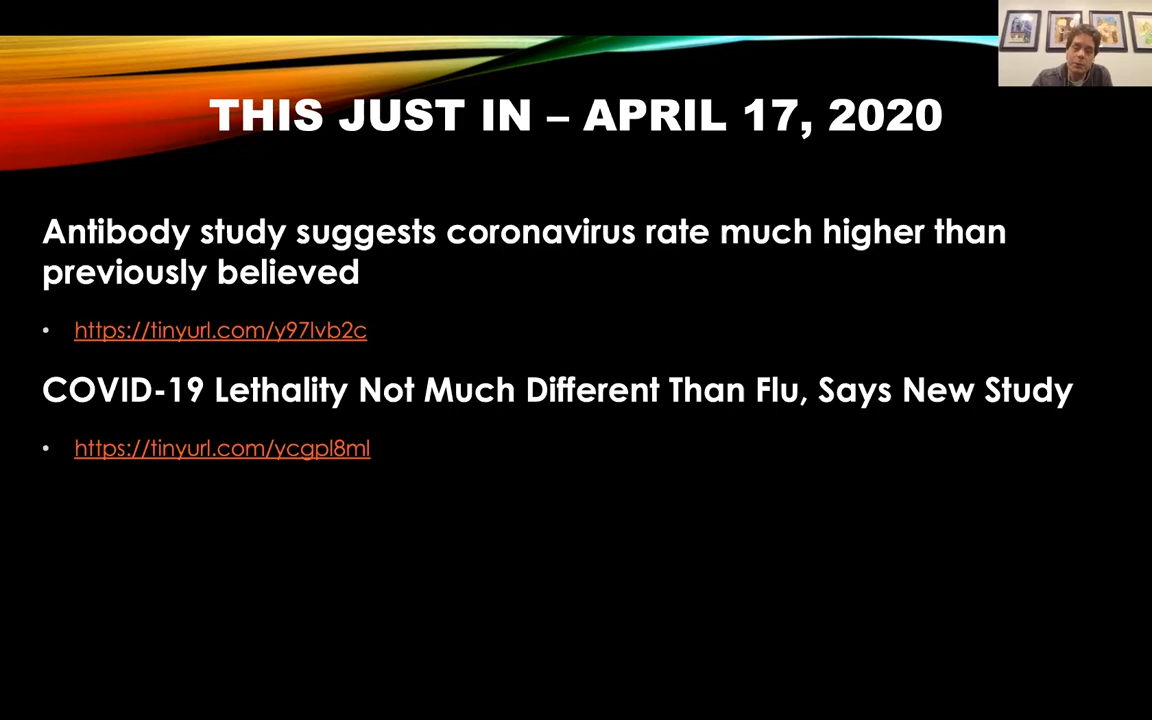 THIS JUST IN – APRIL 17, 2020
Antibody study suggests coronavirus rate much higher than
previously believed
• https://tinyurl.com/y97lvb2c
COVID-19 Lethality Not Much Different Than Flu, Says New Study
• https://tinyurl.com/ycgpl8ml